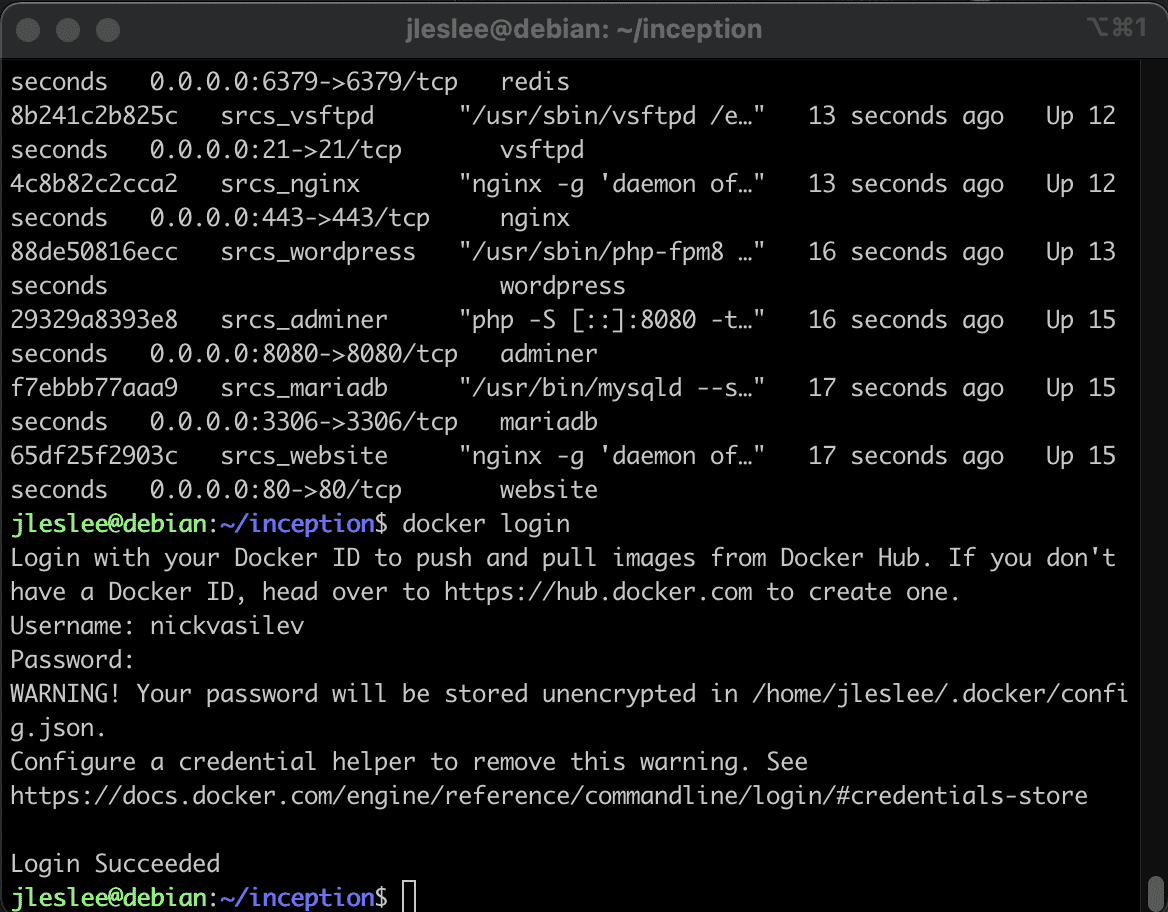 jleslee@debian: ~/inception
⌥⌘1
seconds   0.0.0.0:6379->6379/tcp   redis
8b241c2b825c   srcs_vsftpd      "/usr/sbin/vsftpd /e…"   13 seconds ago   Up 12
seconds   0.0.0.0:21->21/tcp       vsftpd
4c8b82c2cca2   srcs_nginx       "nginx -g 'daemon of…"   13 seconds ago   Up 12
seconds   0.0.0.0:443->443/tcp     nginx
88de50816ecc   srcs_wordpress   "/usr/sbin/php-fpm8 …"   16 seconds ago   Up 13
seconds                            wordpress
29329a8393e8   srcs_adminer     "php -S [::]:8080 -t…"   16 seconds ago   Up 15
seconds   0.0.0.0:8080->8080/tcp   adminer
f7ebbb77aaa9   srcs_mariadb     "/usr/bin/mysqld --s…"   17 seconds ago   Up 15
seconds   0.0.0.0:3306->3306/tcp   mariadb
65df25f2903c   srcs_website     "nginx -g 'daemon of…"   17 seconds ago   Up 15
seconds   0.0.0.0:80->80/tcp       website
jleslee@debian:~/inception$ docker login
Login with your Docker ID to push and pull images from Docker Hub. If you don't
have a Docker ID, head over to https://hub.docker.com to create one.
Username: nickvasilev
Password:
WARNING! Your password will be stored unencrypted in /home/jleslee/.docker/confi
g.json.
Configure a credential helper to remove this warning. See
https://docs.docker.com/engine/reference/commandline/login/#credentials-store

Login Succeeded
jleslee@debian:~/inception$